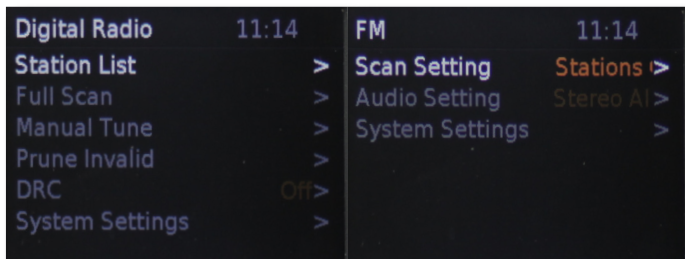 Digital Radio 11:14
Station List >
Full Scan >
Manual Tune >
Prune Invalid >
DRC Off>
System Settings >
FM 11:14
Scan Setting Stations >
Audio Setting Stereo Al>
System Settings >